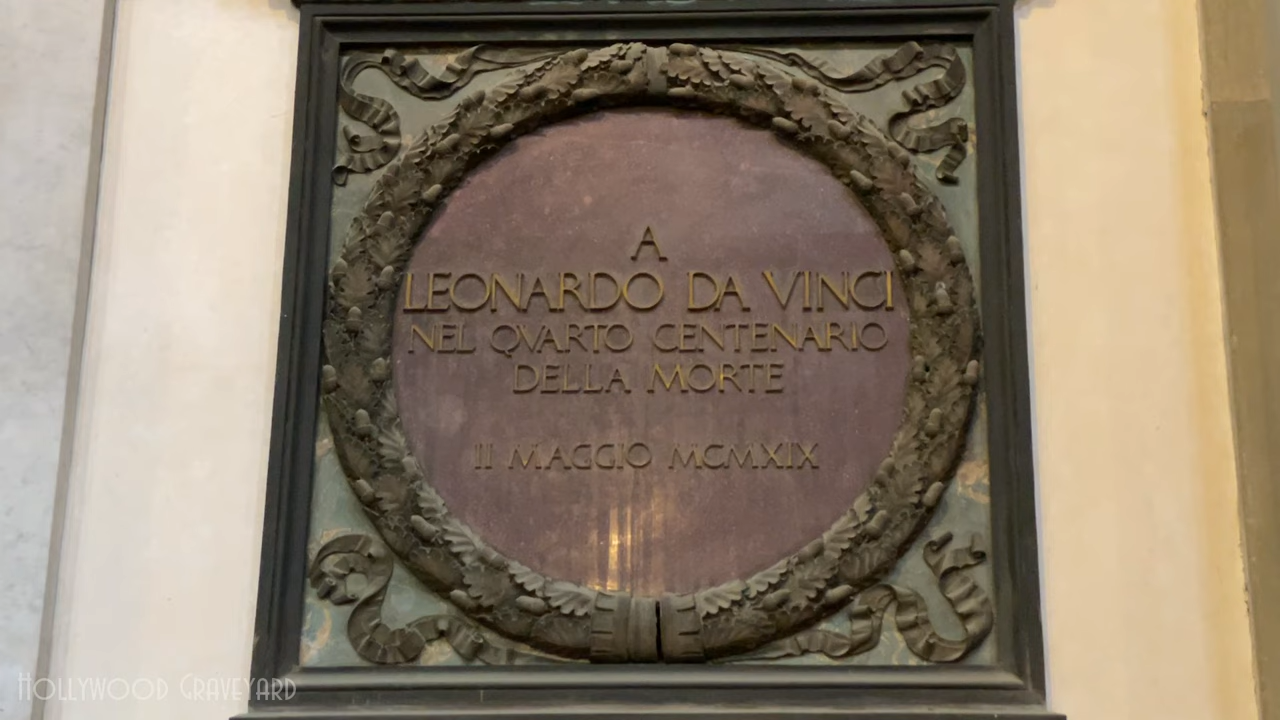 A
LEONARDO DA VINCI
NEL QVARTO CENTENARIO
DELLA MORTE
II MAGGIO MCMXIX
HOLLYWOOD GRAVEYARD